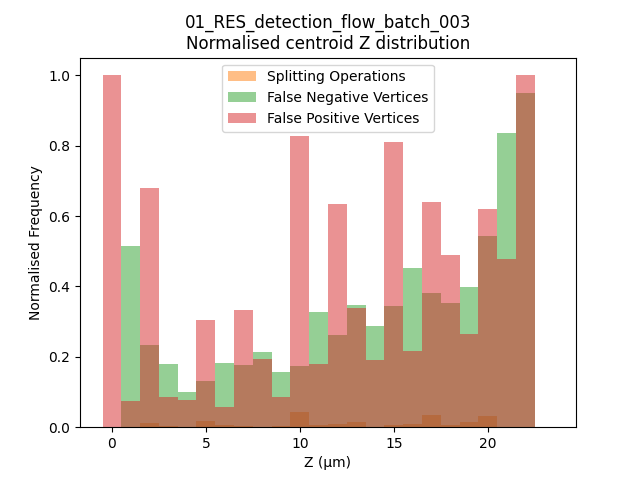 01_RES_detection_flow_batch_003
Normalised centroid Z distribution
Splitting Operations
False Negative Vertices
False Positive Vertices
Normalised Frequency
1.0
0.8
0.6
0.4
0.2
0.0
0
5
10
15
20
Z (μm)